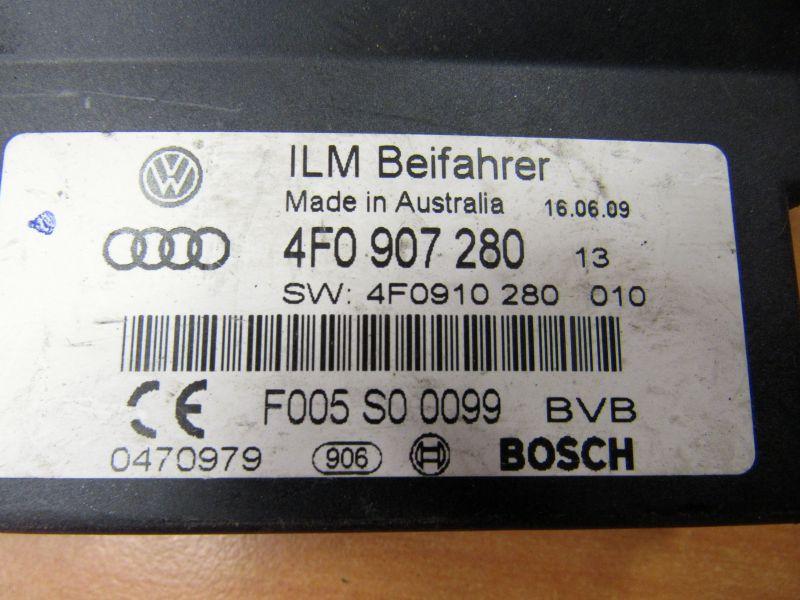 ILM Beifahrer
Made in Australia 16.06.09
4F0 907 280 13
SW: 4F0910 280 010
CE F005 S0 0099 BVB
0470979 906 BOSCH